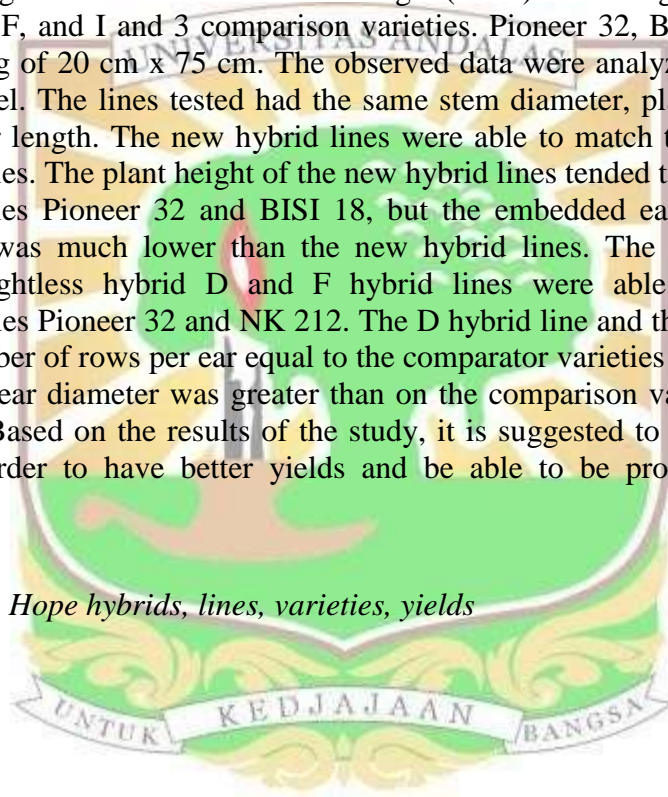 F, and I and 3 comparison varieties. Pioneer 32, B
UNIVERSITAS ANDALAS
g of 20 cm x 75 cm. The observed data were analyz
el. The lines tested had the same stem diameter, pl
r length. The new hybrid lines were able to match t
es. The plant height of the new hybrid lines tended t
es Pioneer 32 and BISI 18, but the embedded ea
was much lower than the new hybrid lines. The
ghtless hybrid D and F hybrid lines were able
es Pioneer 32 and NK 212. The D hybrid line and th
ber of rows per ear equal to the comparator varieties
ear diameter was greater than on the comparison va
Based on the results of the study, it is suggested to
rder to have better yields and be able to be pro
Hope hybrids, lines, varieties, yields
UNTUK KEDJAJAAN BANGSA